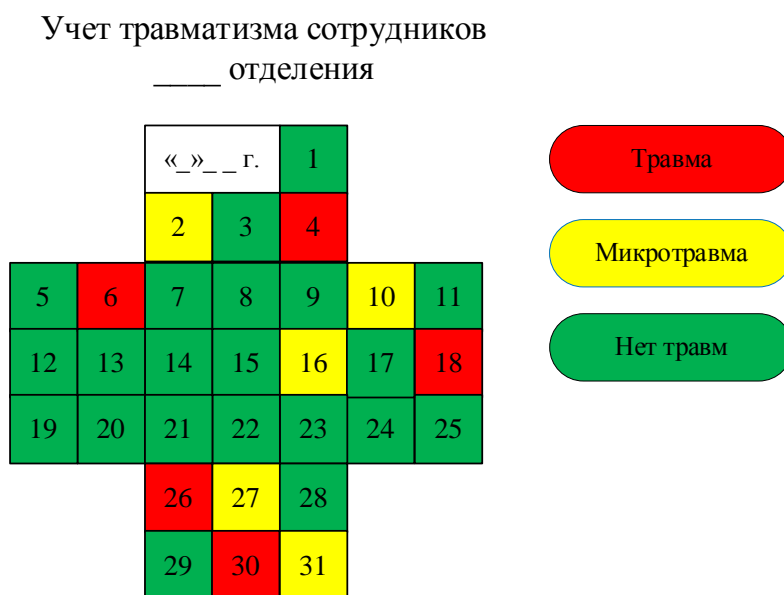 Учет травматизма сотрудников
____ отделения
«_»_ _ г. 1
2 3 4
5 6 7 8 9 10 11
12 13 14 15 16 17 18
19 20 21 22 23 24 25
26 27 28
29 30 31
Травма
Микротравма
Нет травм